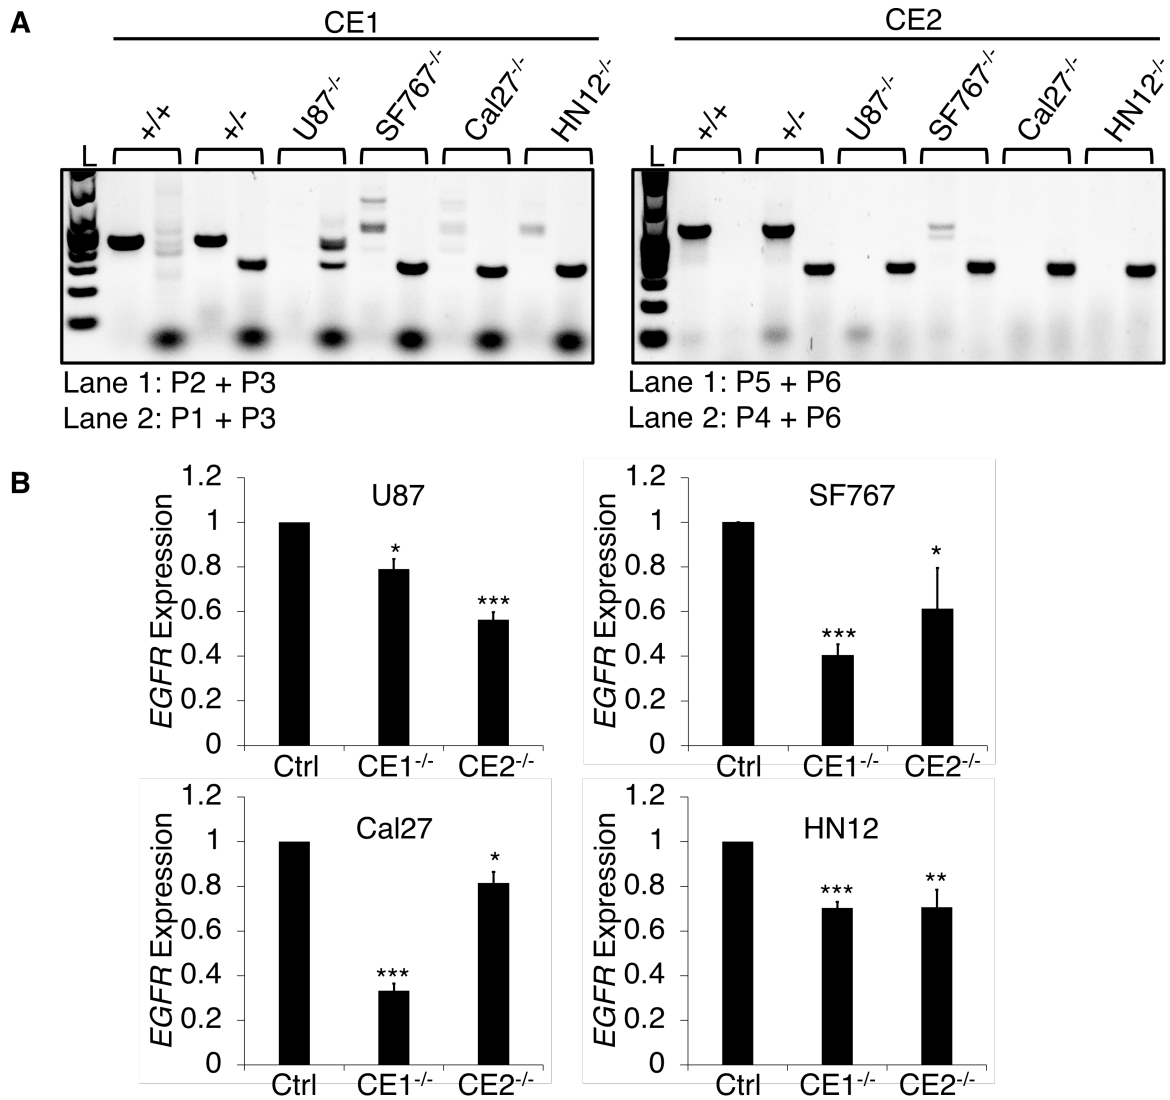 A
CE1
CE2
+/+ +/- U87-/- SF767-/- Cal27-/- HN12-/-
+/+ +/- U87-/- SF767-/- Cal27-/- HN12-/-
L
L
Lane 1: P2 + P3
Lane 2: P1 + P3
Lane 1: P5 + P6
Lane 2: P4 + P6
B
U87
EGFR Expression
1.2
1
0.8
0.6
0.4
0.2
0
*
***
Ctrl CE1-/- CE2-/-
SF767
EGFR Expression
1.2
1
0.8
0.6
0.4
0.2
0
***
*
Ctrl CE1-/- CE2-/-
Cal27
EGFR Expression
1.2
1
0.8
0.6
0.4
0.2
0
***
*
Ctrl CE1-/- CE2-/-
HN12
EGFR Expression
1.2
1
0.8
0.6
0.4
0.2
0
***
**
Ctrl CE1-/- CE2-/-